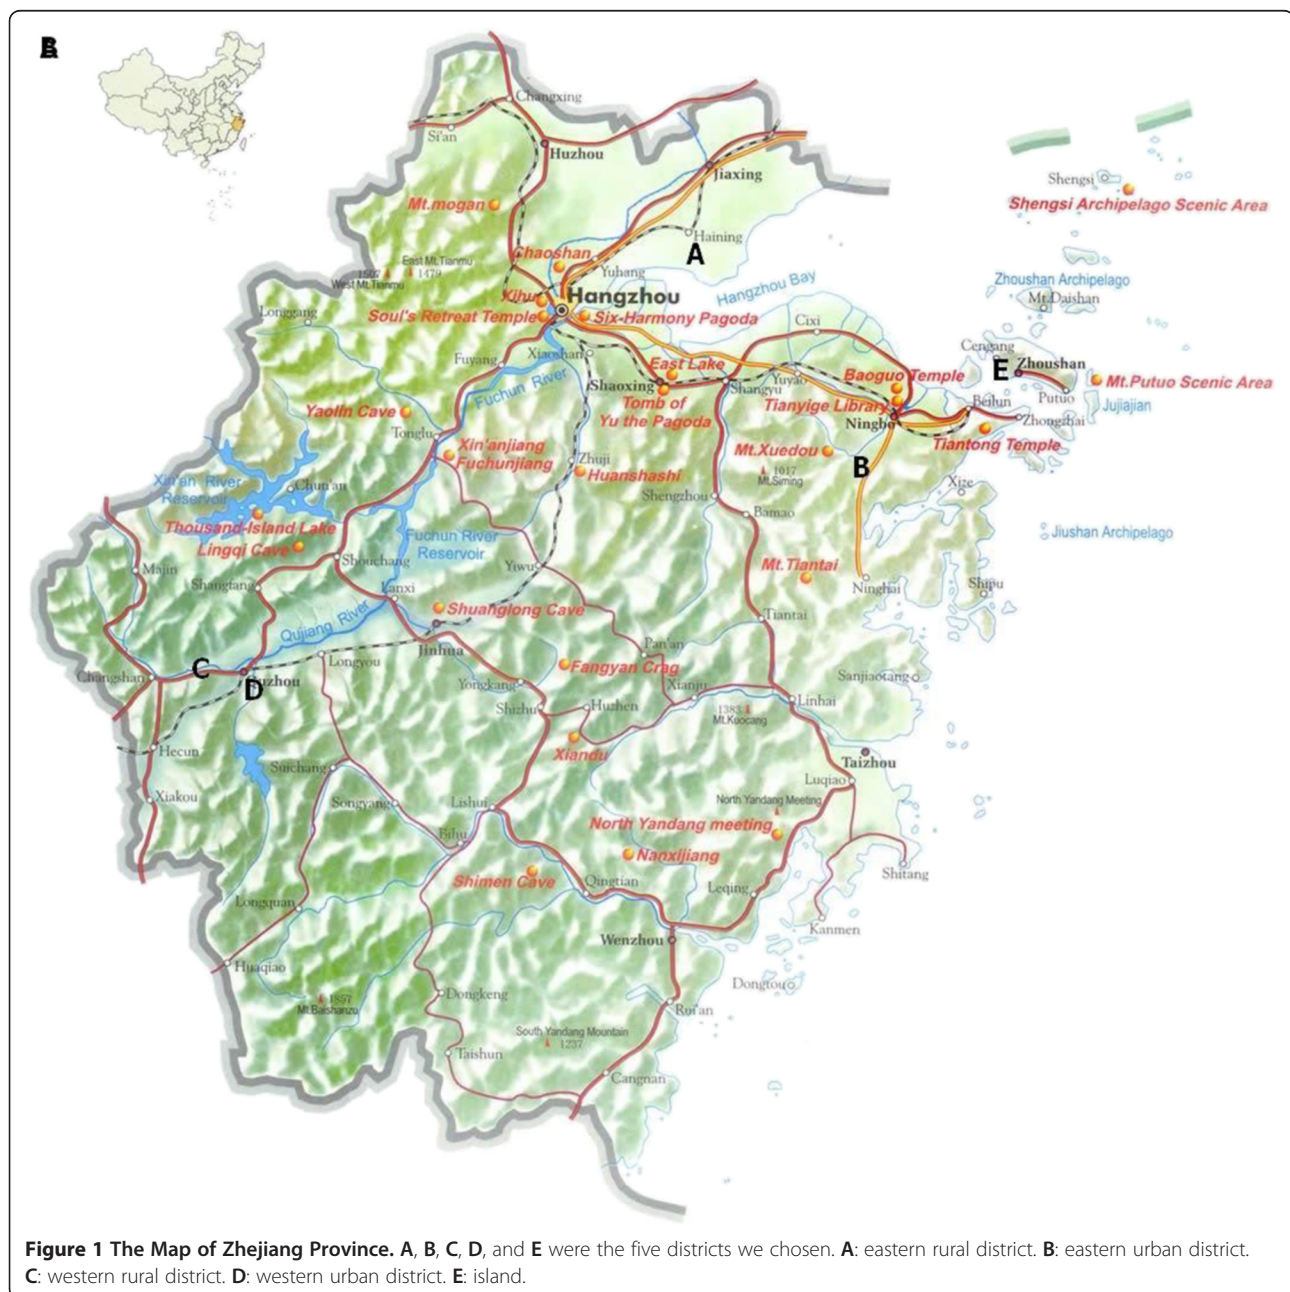 Changxing
Si'an
Huzhou
Jiaxing
Shengsi
Shengsi Archipelago Scenic Area
Mt.mogan
Haining
A
Chaoshan
East Mt.Tianmu
1479
1507
West Mt.Tianmu
Yuhang
Hangzhou Bay
Zhoushan Archipelago
Mt.Daishan
Xihu
Hangzhou
Longgang
Soul's Retreat Temple
Six-Harmony Pagoda
Cixi
Cengang
Xiaoshan
Fuyang
East Lake
E
Zhoushan
Baoguo Temple
Mt.Putuo Scenic Area
Fuchun River
Shaoxing
Shangyu
Yuyao
Putuo
Jujiajian
Beilun
Yaolin Cave
Tomb of
Yu the Pagoda
Tianyige Library
Ningbo
Zhongzhai
Tonglu
Tiantong Temple
Xin'anjiang
Fuchunjiang
Mt.Xuedou
Zhuji
Huanshashi
1017
Mt.Siming
B
Xin'an River
Reservoir
Chun'an
Xize
Shengzhou
Bamao
Thousand-Island Lake
Lingqi Cave
Fuchun River
Reservoir
Jiushan Archipelago
Majin
Shouchang
Yiwu
Mt.Tiantai
Shangfang
Lanxi
Ninghai
Shipu
Shuanglong Cave
Tiantai
Qujiang River
Jinhua
Pan'an
Longyou
Fangyan Crag
C
Changshan
D
uzhou
Yongkang
Xianju
Sanjiaotang
Linhai
Shizhu
Huzhen
1383
Mt.Kuocang
Hecun
Xiandu
Taizhou
Suichang
Luqiao
Xiakou
Songyang
Lishui
North Yandang Meeting
North Yandang meeting
Bihu
Nanxijiang
Shimen Cave
Qingtian
Leqing
Shitang
Longquan
Kanmen
Wenzhou
Huaqiao
Dongtou
Dongkeng
1857
Mt.Baishanzu
Rui'an
South Yandang Mountain
1237
Taishun
Cangnan
Figure 1 The Map of Zhejiang Province. A, B, C, D, and E were the five districts we chosen. A: eastern rural district. B: eastern urban district.
C: western rural district. D: western urban district. E: island.